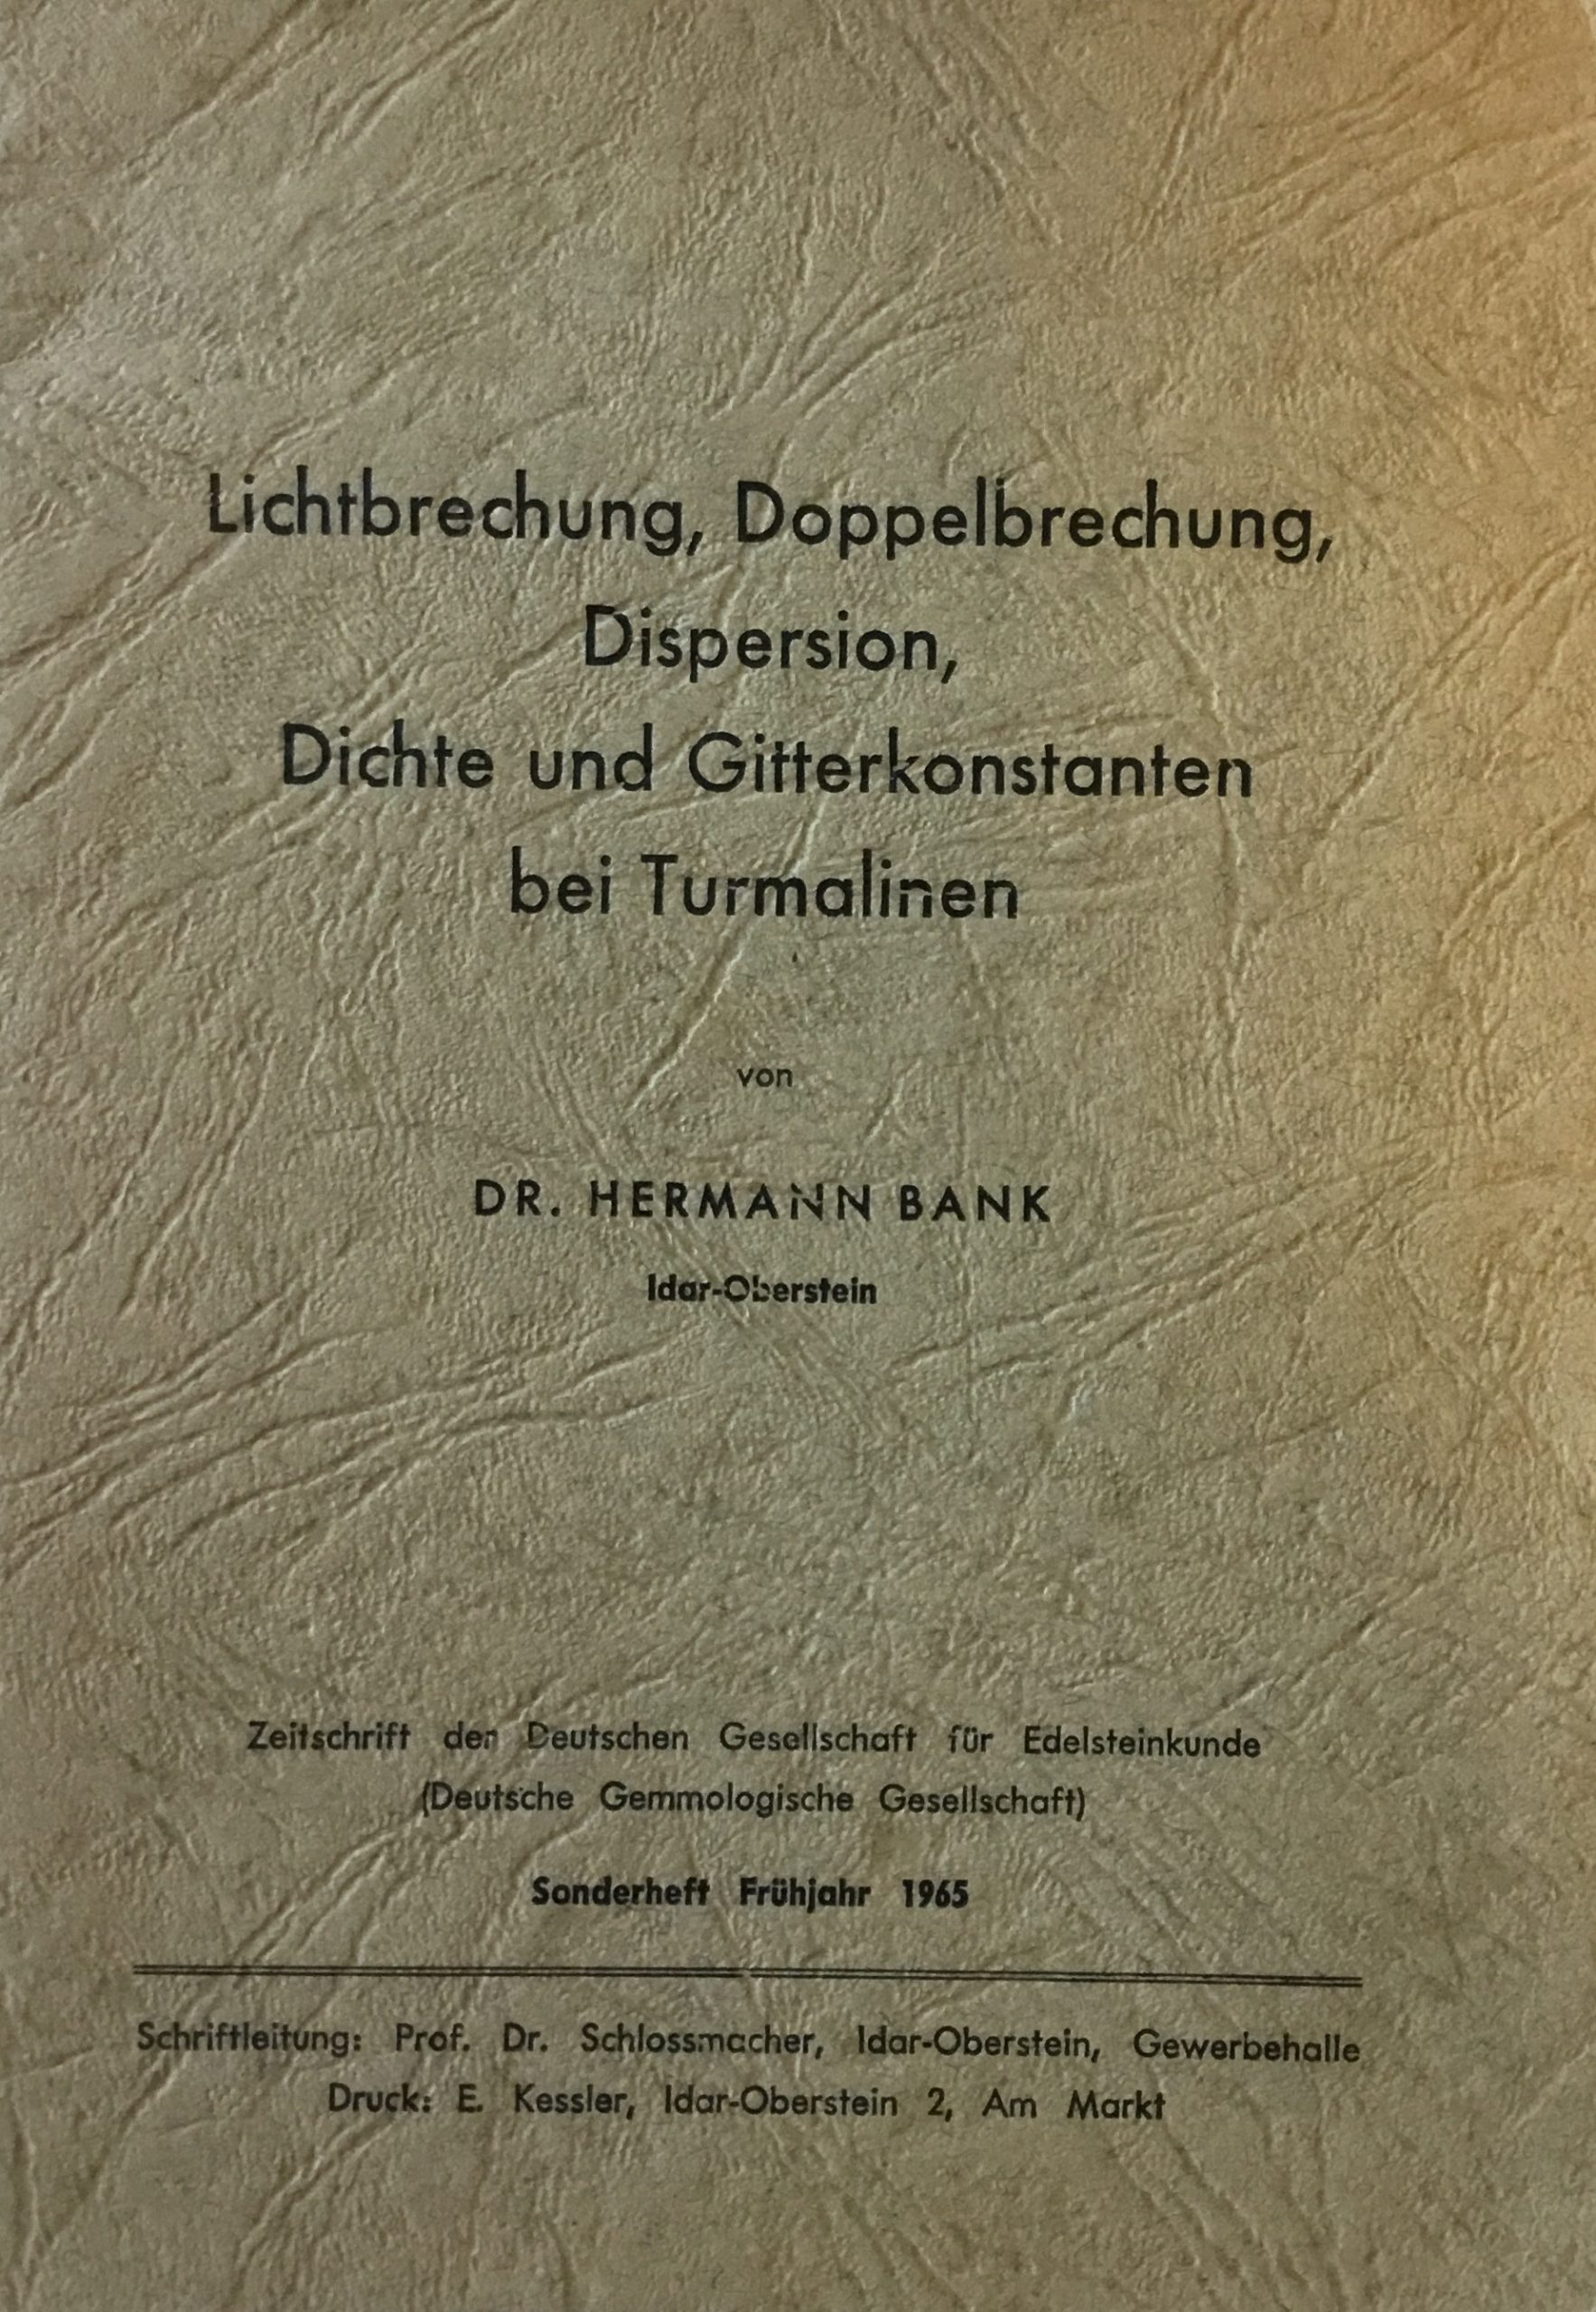 Lichtbrechung, Doppelbrechung,
Dispersion,
Dichte und Gitterkonstanten
bei Turmalinen
von
DR. HERMANN BANK
Idar-Oberstein
Zeitschrift der Deutschen Gesellschaft für Edelsteinkunde
(Deutsche Gemmologische Gesellschaft)
Sonderheft Frühjahr 1965
Schriftleitung: Prof. Dr. Schlossmacher, Idar-Oberstein, Gewerbehalle
Druck: E. Kessler, Idar-Oberstein 2, Am Markt